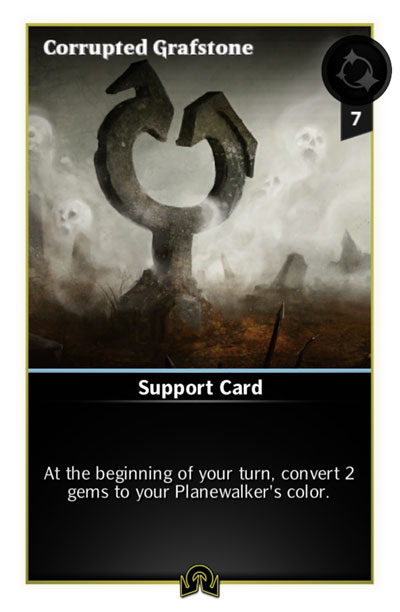 Corrupted Grafstone
7
Support Card
At the beginning of your turn, convert 2
gems to your Planewalker's color.